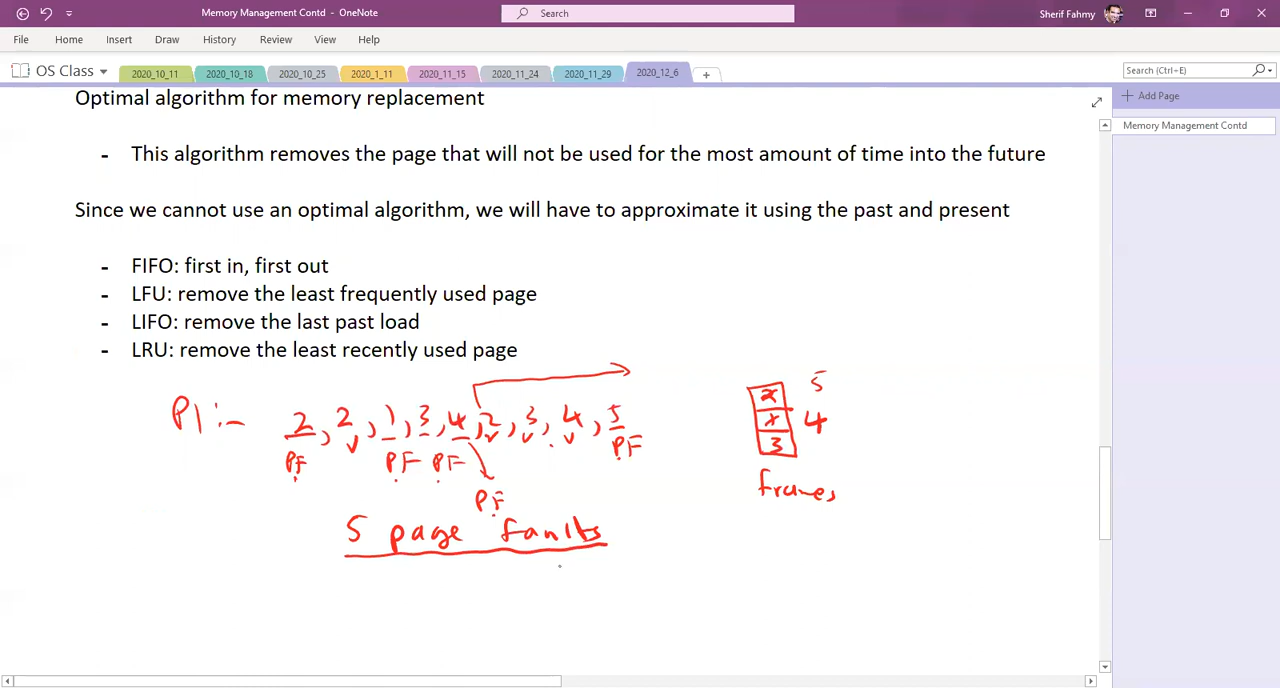 Memory Management Contd - OneNote
Search
Sherif Fahmy
File Home Insert Draw History Review View Help
OS Class 2020_10_11 2020_10_18 2020_10_25 2020_1_11 2020_11_15 2020_11_24 2020_11_29 2020_12_6 +
Search (Ctrl+E)
Add Page
Memory Management Contd
Optimal algorithm for memory replacement
- This algorithm removes the page that will not be used for the most amount of time into the future
Since we cannot use an optimal algorithm, we will have to approximate it using the past and present
- FIFO: first in, first out
- LFU: remove the least frequently used page
- LIFO: remove the last past load
- LRU: remove the least recently used page
P1 :- 2, 2, 1, 3, 4, 2, 3, 4, 5
PF PF PF PF
PF
5
4
3
frames
5 page faults